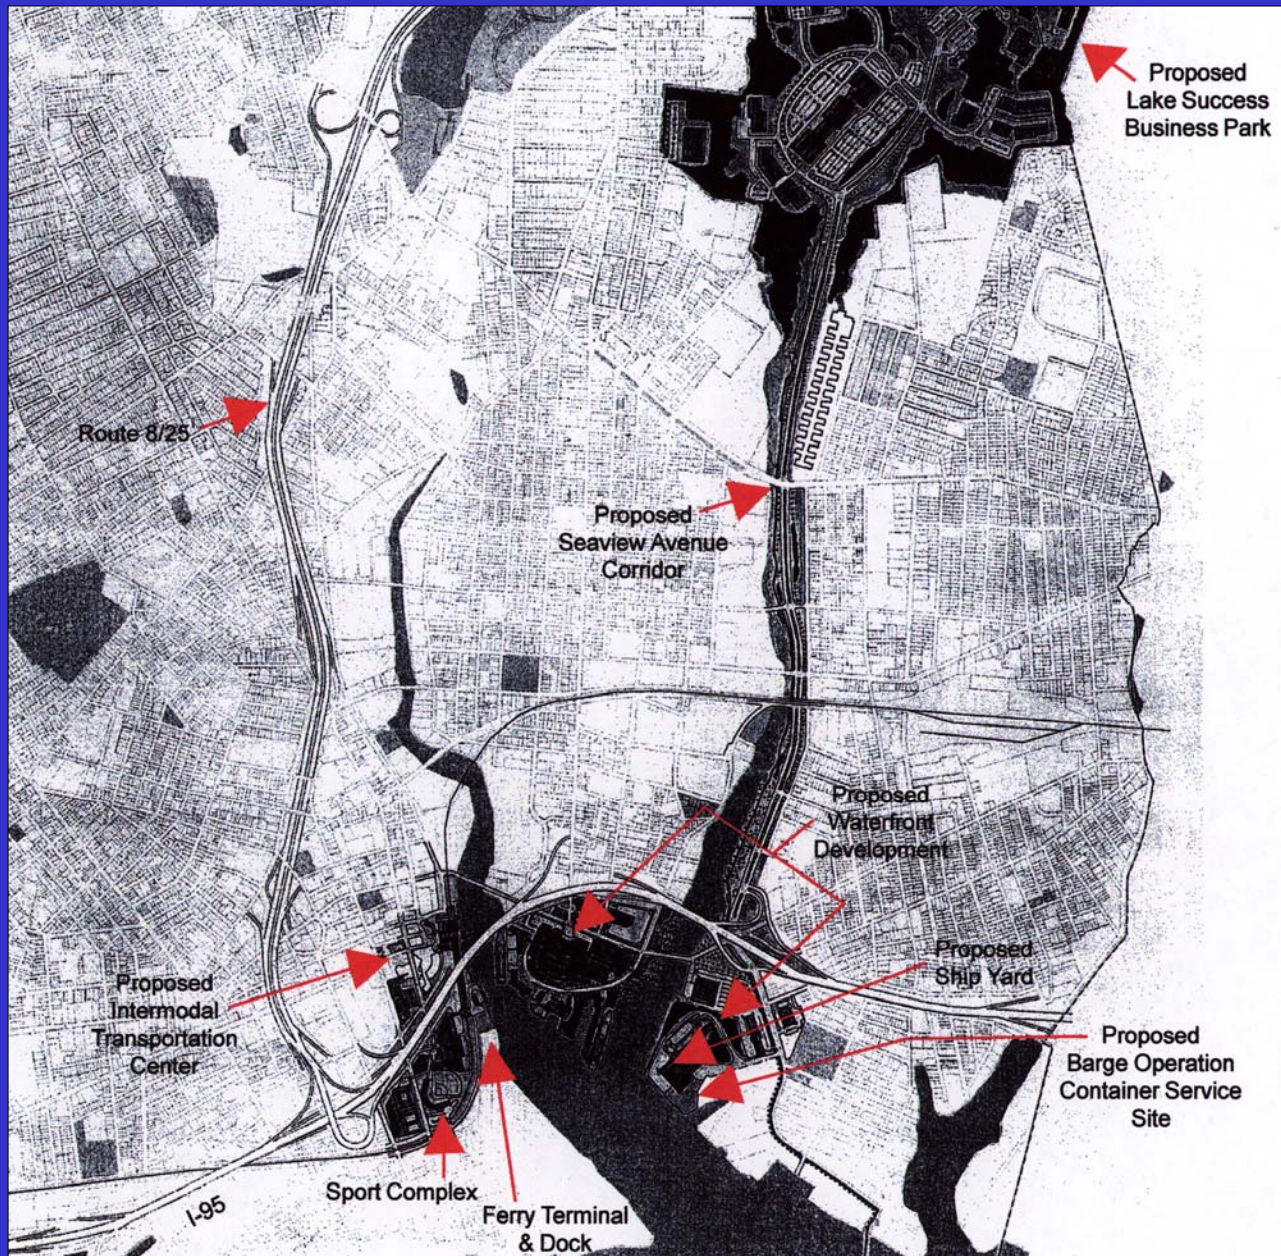 Proposed
Lake Success
Business Park
Route 8/25
Proposed
Seaview Avenue
Corridor
Proposed
Waterfront
Development
Proposed
Ship Yard
Proposed
Intermodal
Transportation
Center
Proposed
Barge Operation
Container Service
Site
Sport Complex
I-95
Ferry Terminal
& Dock